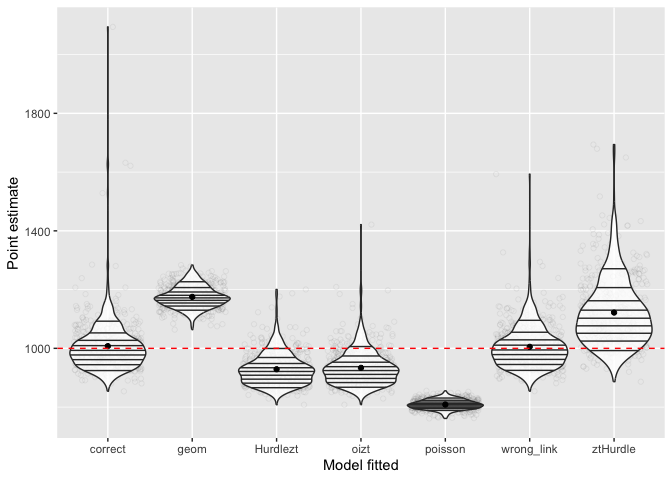 Point estimate
1800
1400
1000
correct geom Hurdlezt oizt poisson wrong_link ztHurdle
Model fitted